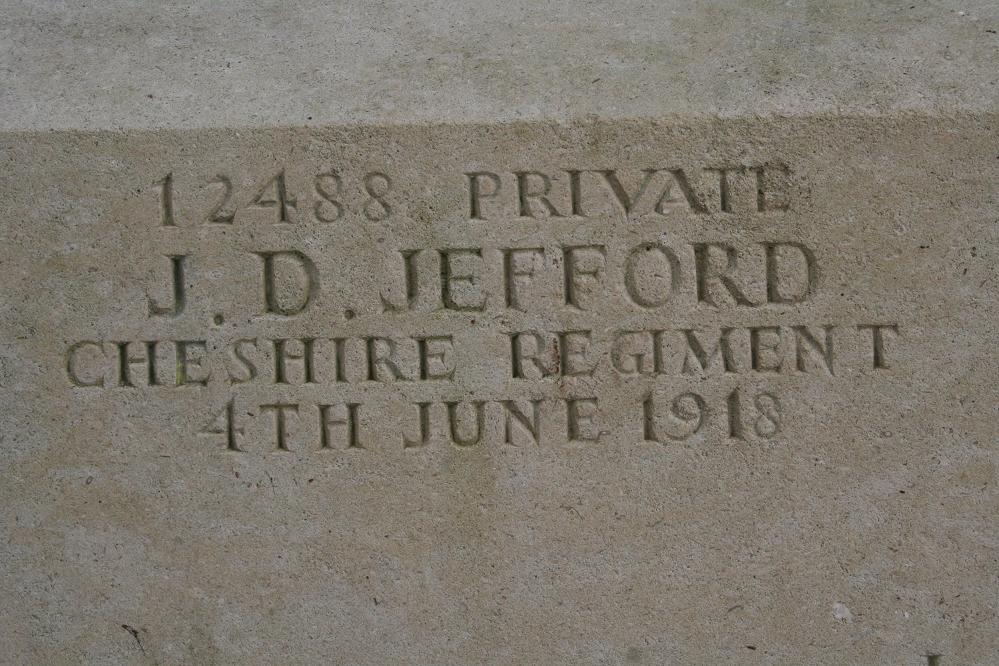 12488 PRIVATE
J. D. JEFFORD
CHESHIRE REGIMENT
4TH JUNE 1918